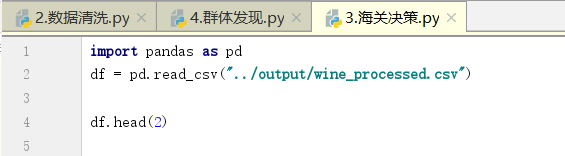 2.数据清洗.py
4.群体发现.py
3.海关决策.py
1 import pandas as pd
2 df = pd.read_csv("../output/wine_processed.csv")
3
4 df.head(2)
5